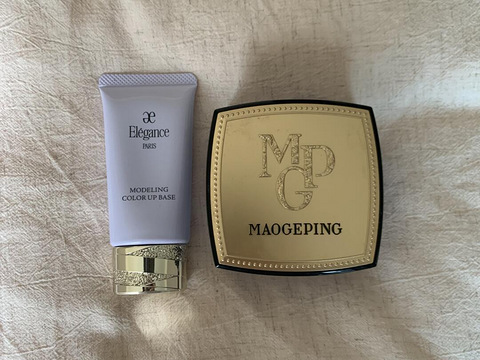 æ
Elégance
PARIS
MODELING
COLOR UP BASE
MGP
MAOGEPING